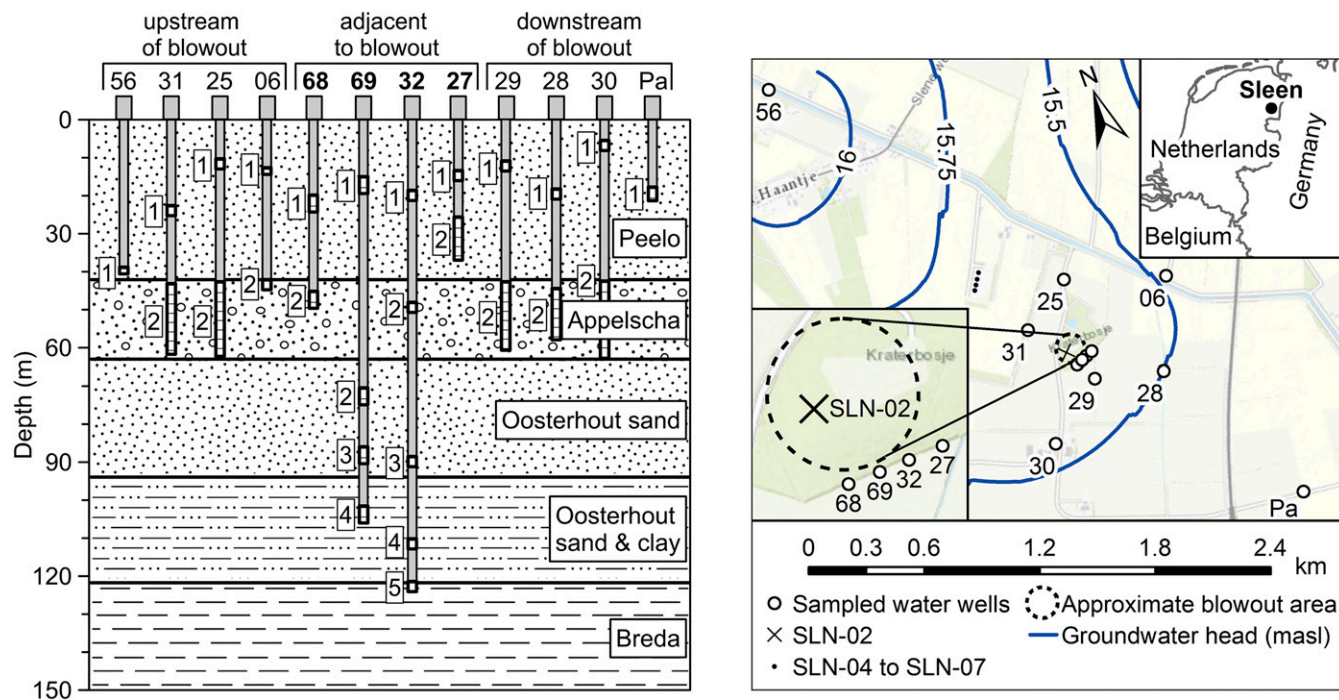 upstream
of blowout
adjacent
to blowout
downstream
of blowout
56 31 25 06 68 69 32 27 29 28 30 Pa
Depth (m)
0
30
60
90
120
150
1 1 1 1 1 1 1 1 1 1 1 1
2 2 2 2 2 2 2 2 2 2
3 3
4 4
5
Peelo
Appelscha
Oosterhout sand
Oosterhout
sand & clay
Breda
56
16
15.75
15.5
N
Haantje
Sleen
Netherlands
Germany
Belgium
25
06
31
Kraterbosje
29
28
30
Pa
Kraterbosje
SLN-02
27
32
69
68
0 0.3 0.6 1.2 1.8 2.4
km
Sampled water wells
Approximate blowout area
SLN-02
Groundwater head (masl)
SLN-04 to SLN-07